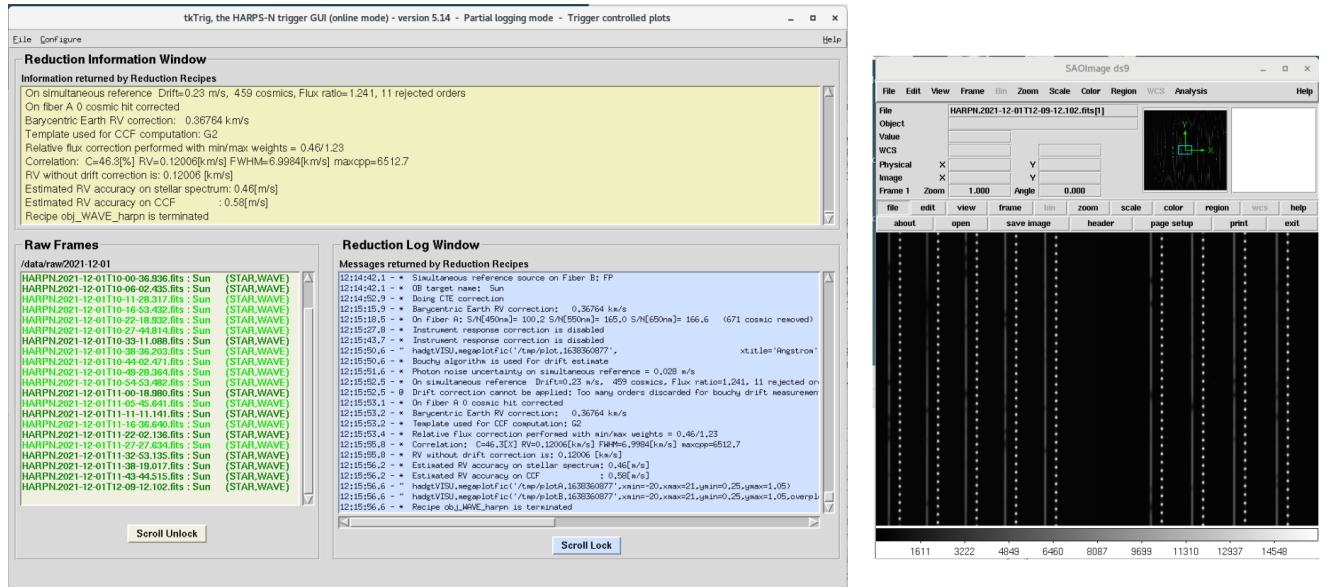 tkTrig, the HARPS-N trigger GUI (online mode) - version 5.14 - Partial logging mode - Trigger controlled plots
File Configure Help
Reduction Information Window
Information returned by Reduction Recipes
On simultaneous reference Drift=0.23 m/s, 459 cosmics, Flux ratio=1.241, 11 rejected orders
On fiber A 0 cosmic hit corrected
Barycentric Earth RV correction: 0.36764 km/s
Template used for CCF computation: G2
Relative flux correction performed with min/max weights = 0.46/1.23
Correlation: C=46.3[%] RV=0.12006[km/s] FWHM=6.9984[km/s] maxcpp=6512.7
RV without drift correction is: 0.12006 [km/s]
Estimated RV accuracy on stellar spectrum: 0.46[m/s]
Estimated RV accuracy on CCF : 0.58[m/s]
Recipe obj_WAVE_harpn is terminated
Raw Frames
/data/raw/2021-12-01
HARPN.2021-12-01T10-00-36.936.fits : Sun (STAR,WAVE)
HARPN.2021-12-01T10-06-02.435.fits : Sun (STAR,WAVE)
HARPN.2021-12-01T10-11-28.317.fits : Sun (STAR,WAVE)
HARPN.2021-12-01T10-16-53.432.fits : Sun (STAR,WAVE)
HARPN.2021-12-01T10-22-18.932.fits : Sun (STAR,WAVE)
HARPN.2021-12-01T10-27-44.814.fits : Sun (STAR,WAVE)
HARPN.2021-12-01T10-33-11.088.fits : Sun (STAR,WAVE)
HARPN.2021-12-01T10-38-36.203.fits : Sun (STAR,WAVE)
HARPN.2021-12-01T10-44-02.471.fits : Sun (STAR,WAVE)
HARPN.2021-12-01T10-49-28.364.fits : Sun (STAR,WAVE)
HARPN.2021-12-01T10-54-53.482.fits : Sun (STAR,WAVE)
HARPN.2021-12-01T11-00-18.980.fits : Sun (STAR,WAVE)
HARPN.2021-12-01T11-05-45.641.fits : Sun (STAR,WAVE)
HARPN.2021-12-01T11-11-11.141.fits : Sun (STAR,WAVE)
HARPN.2021-12-01T11-16-36.640.fits : Sun (STAR,WAVE)
HARPN.2021-12-01T11-22-02.136.fits : Sun (STAR,WAVE)
HARPN.2021-12-01T11-27-27.634.fits : Sun (STAR,WAVE)
HARPN.2021-12-01T11-32-53.135.fits : Sun (STAR,WAVE)
HARPN.2021-12-01T11-38-19.017.fits : Sun (STAR,WAVE)
HARPN.2021-12-01T11-43-44.515.fits : Sun (STAR,WAVE)
HARPN.2021-12-01T12-09-12.102.fits : Sun (STAR,WAVE)
Scroll Unlock
Reduction Log Window
Messages returned by Reduction Recipes
12:14:42.1 - * Simultaneous reference source on Fiber B: FP
12:14:42.1 - * OB target name: Sun
12:14:52.9 - * Doing CTE correction
12:15:15.9 - * Barycentric Earth RV correction: 0.36764 km/s
12:15:18.5 - * On fiber A: S/N[450nm]= 100.2 S/N[550nm]= 165.0 S/N[650nm]= 166.6 (671 cosmic removed)
12:15:27.8 - * Instrument response correction is disabled
12:15:43.7 - * Instrument response correction is disabled
12:15:50.6 - ~ hadgtVISU.megaplotfic('/tmp/plot.1638360877', xtitle='Angstrom'
12:15:50.6 - * Bouchy algorithm is used for drift estimate
12:15:51.6 - * Photon noise uncertainty on simultaneous reference = 0.028 m/s
12:15:52.5 - * On simultaneous reference Drift=0.23 m/s, 459 cosmics, Flux ratio=1.241, 11 rejected or
12:15:52.5 - @ Drift correction cannot be applied: Too many orders discarded for bouchy drift measuremen
12:15:53.1 - * On fiber A 0 cosmic hit corrected
12:15:53.2 - * Barycentric Earth RV correction: 0.36764 km/s
12:15:53.2 - * Template used for CCF computation: G2
12:15:53.4 - * Relative flux correction performed with min/max weights = 0.46/1.23
12:15:55.8 - * Correlation: C=46.3[%] RV=0.12006[km/s] FWHM=6.9984[km/s] maxcpp=6512.7
12:15:55.8 - * RV without drift correction is: 0.12006 [km/s]
12:15:56.2 - * Estimated RV accuracy on stellar spectrum: 0.46[m/s]
12:15:56.2 - * Estimated RV accuracy on CCF : 0.58[m/s]
12:15:56.6 - ~ hadgtVISU.megaplotfic('/tmp/plotA.1638360877',xmin=-20,xmax=21,ymin=0.25,ymax=1.05)
12:15:56.6 - ~ hadgtVISU.megaplotfic('/tmp/plotB.1638360877',xmin=-20,xmax=21,ymin=0.25,ymax=1.05,overpl
12:15:56.6 - * Recipe obj_WAVE_harpn is terminated
Scroll Lock
SAOImage ds9
File Edit View Frame Bin Zoom Scale Color Region WCS Analysis Help
File HARPN.2021-12-01T12-09-12.102.fits[1]
Object
Value
WCS
Physical X Y
Image X Y
Frame 1 Zoom 1.000 Angle 0.000
Y
X
file edit view frame bin zoom scale color region wcs help
about open save image header page setup print exit
1611 3222 4849 6460 8087 9699 11310 12937 14548